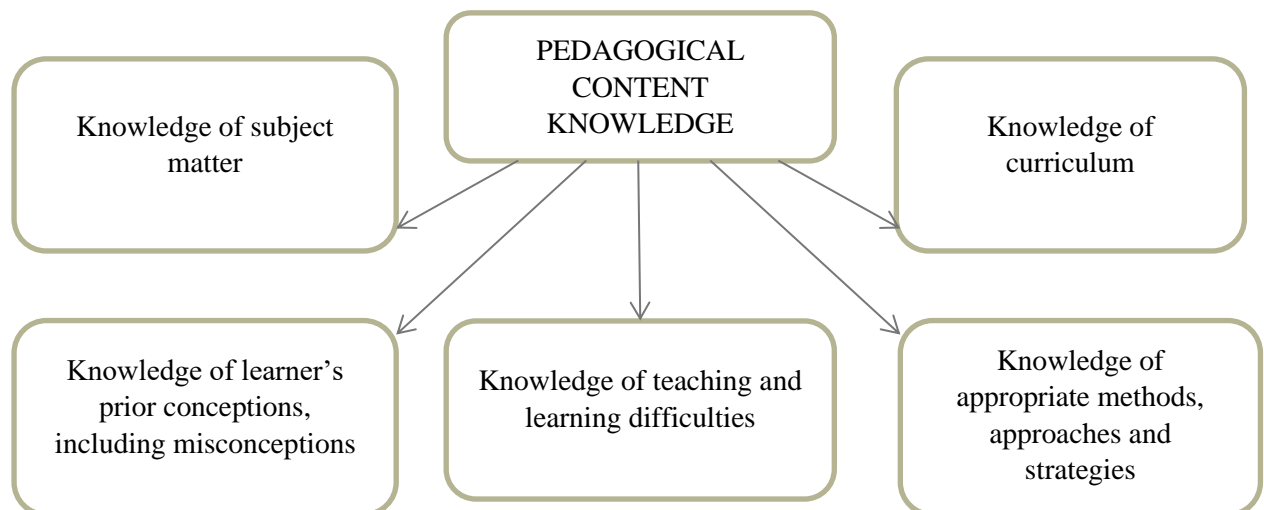 PEDAGOGICAL
CONTENT
KNOWLEDGE
Knowledge of subject
matter
Knowledge of
curriculum
Knowledge of learner’s
prior conceptions,
including misconceptions
Knowledge of teaching and
learning difficulties
Knowledge of
appropriate methods,
approaches and
strategies